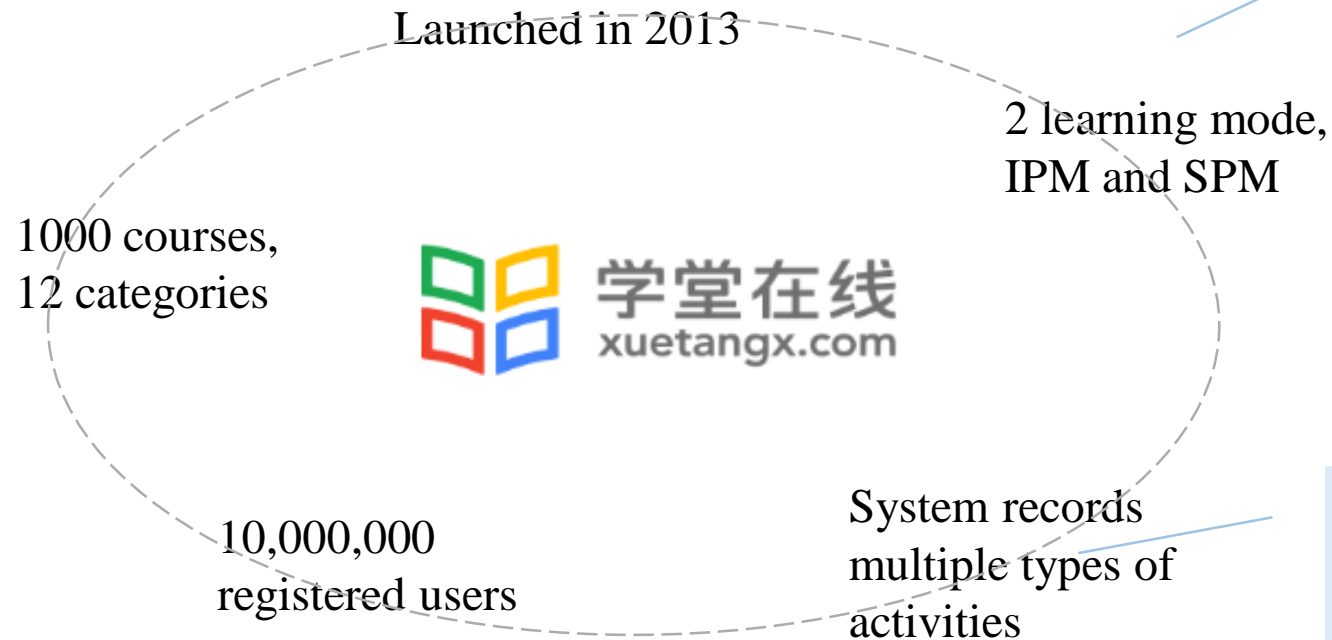 Launched in 2013
2 learning mode,
IPM and SPM
1000 courses,
12 categories
学堂在线
xuetangx.com
10,000,000
registered users
System records
multiple types of
activities